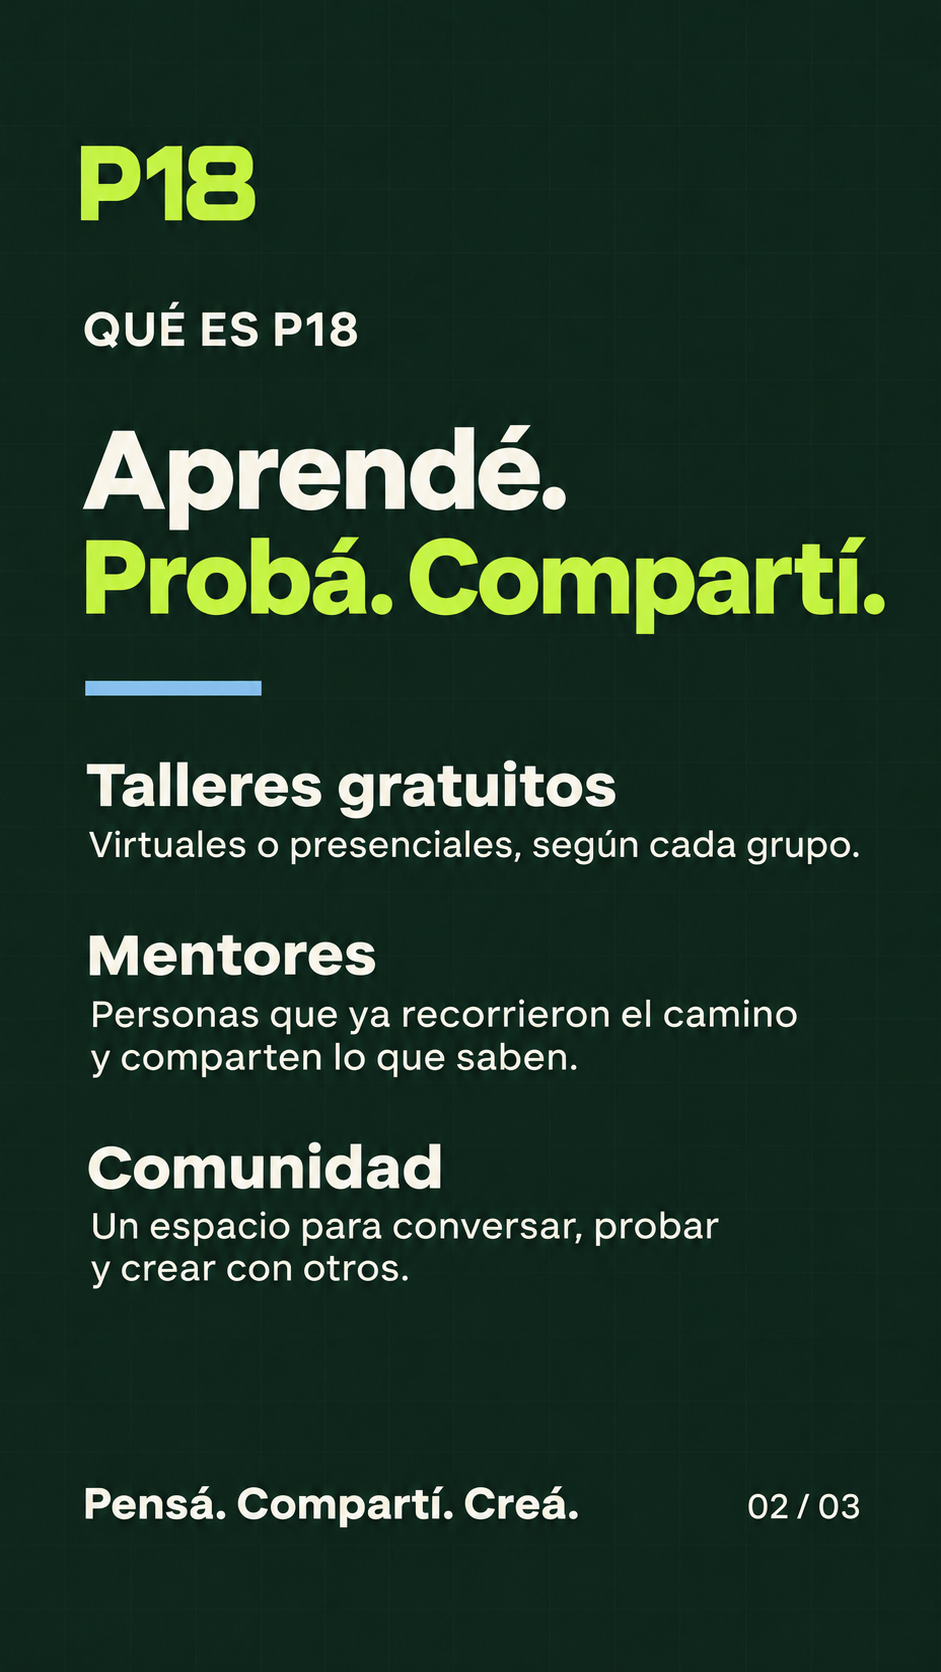 P18
QUÉ ES P18
Aprendé.
Probá. Compartí.
Talleres gratuitos
Virtuales o presenciales, según cada grupo.
Mentores
Personas que ya recorrieron el camino
y comparten lo que saben.
Comunidad
Un espacio para conversar, probar
y crear con otros.
Pensá. Compartí. Creá.
02 / 03